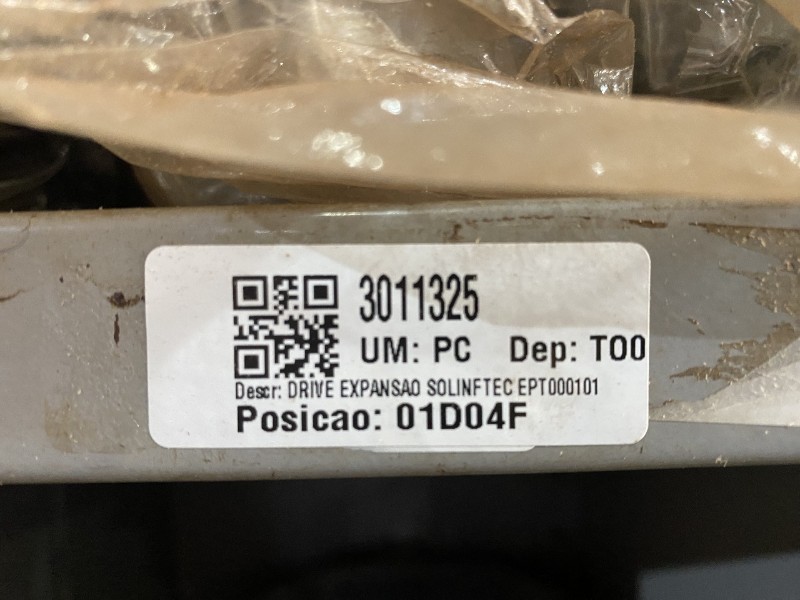 3011325
UM: PC Dep: T00
Descr: DRIVE EXPANSAO SOLINFTEC EPT000101
Posicao: 01D04F